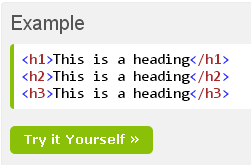 Example
<h1>This is a heading</h1>
<h2>This is a heading</h2>
<h3>This is a heading</h3>
Try it Yourself »